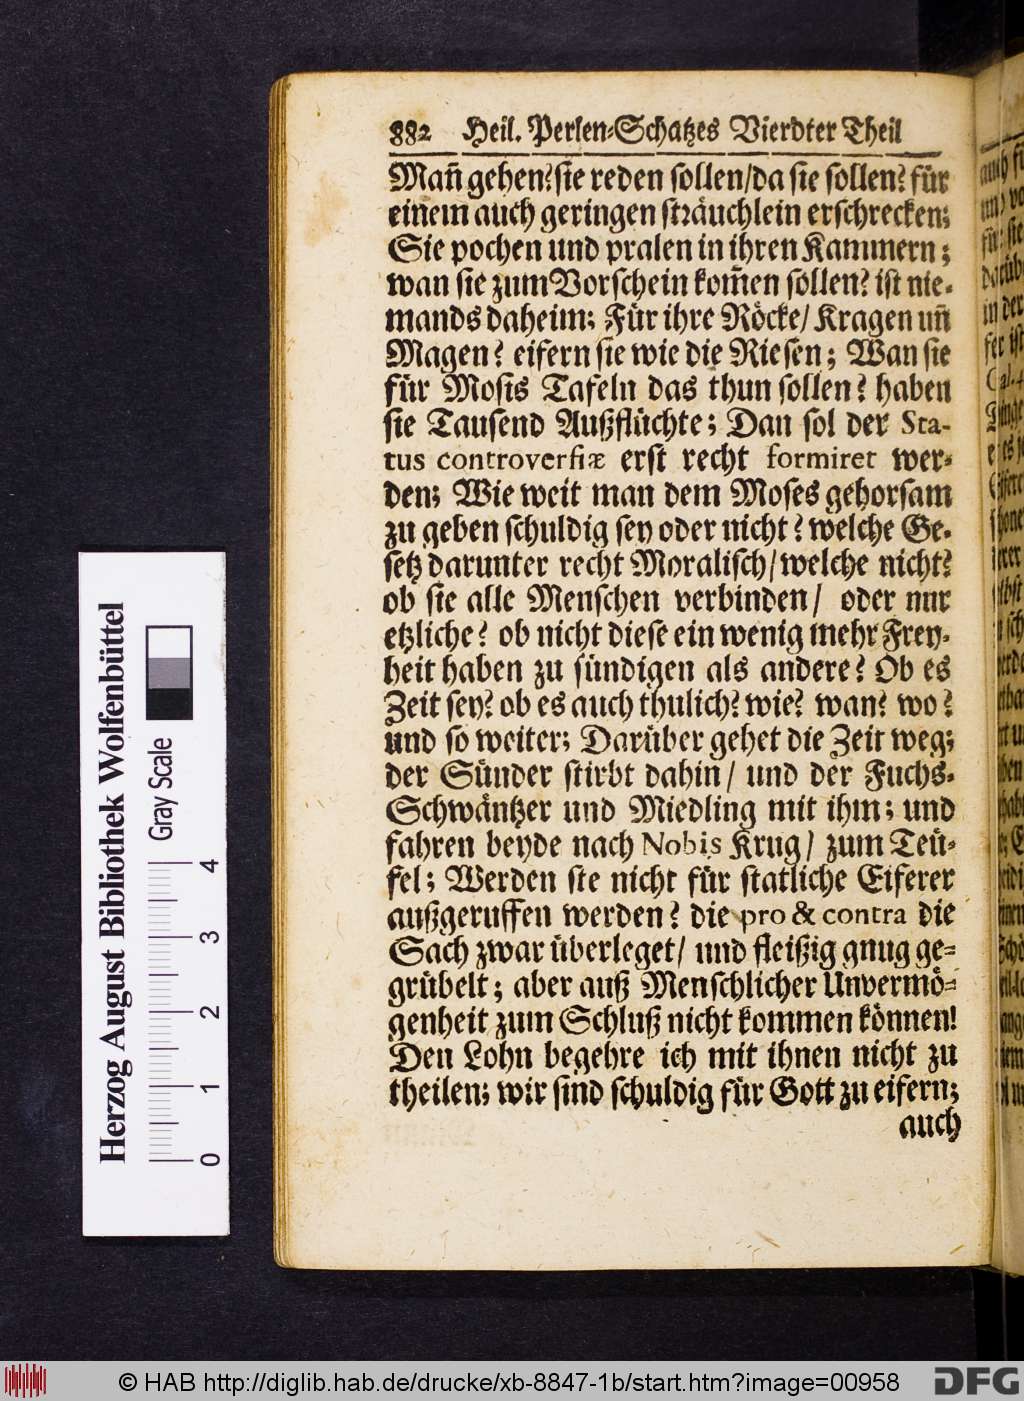 882 Heil. Perlen-Schatzes Vierdter Theil
Mañ gehen? sie reden sollen/da sie sollen? für
einem auch geringen sträuchlein erschrecken;
Sie pochen und pralen in ihren Kammern;
wan sie zum Vorschein kom̃en sollen? ist nie-
mands daheim; Für ihre Röcke/ Kragen uñ
Magen? eifern sie wie die Riesen; Wan sie
für Mosis Tafeln das thun sollen? haben
sie Tausend Außflüchte; Dan sol der Sta-
tus controversiæ erst recht formiret wer-
den; Wie weit man dem Moses gehorsam
zu geben schuldig sey oder nicht? welche Ge-
setz darunter recht Moralisch/welche nicht?
ob sie alle Menschen verbinden/ oder nur
etzliche? ob nicht diese ein wenig mehr Frey-
heit haben zu sündigen als andere? Ob es
Zeit sey? ob es auch thulich? wie? wan? wo?
und so weiter; Darüber gehet die Zeit weg;
der Sünder stirbt dahin/ und der Fuchs-
Schwäntzer und Miedling mit ihm; und
fahren beyde nach Nobis Krug/ zum Teü-
fel; Werden sie nicht für statliche Eiferer
außgeruffen werden? die pro & contra die
Sach zwar überleget/ und fleißig gnug ge-
grübelt; aber auß Menschlicher Unvermö-
genheit zum Schluß nicht kommen können!
Den Lohn begehre ich mit ihnen nicht zu
theilen; wir sind schuldig für Gott zu eifern;
auch
Herzog August Bibliothek Wolfenbüttel
Gray Scale
0 1 2 3 4
© HAB http://diglib.hab.de/drucke/xb-8847-1b/start.htm?image=00958
DFG